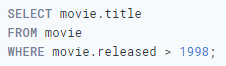 SELECT movie.title
FROM movie
WHERE movie.released > 1998;